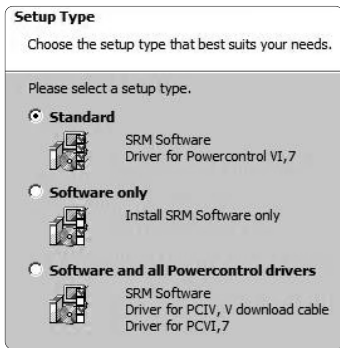 Setup Type
Choose the setup type that best suits your needs.
Please select a setup type.
Standard
SRM Software
Driver for Powercontrol VI,7
Software only
Install SRM Software only
Software and all Powercontrol drivers
SRM Software
Driver for PCIV, V download cable
Driver for PCVI,7